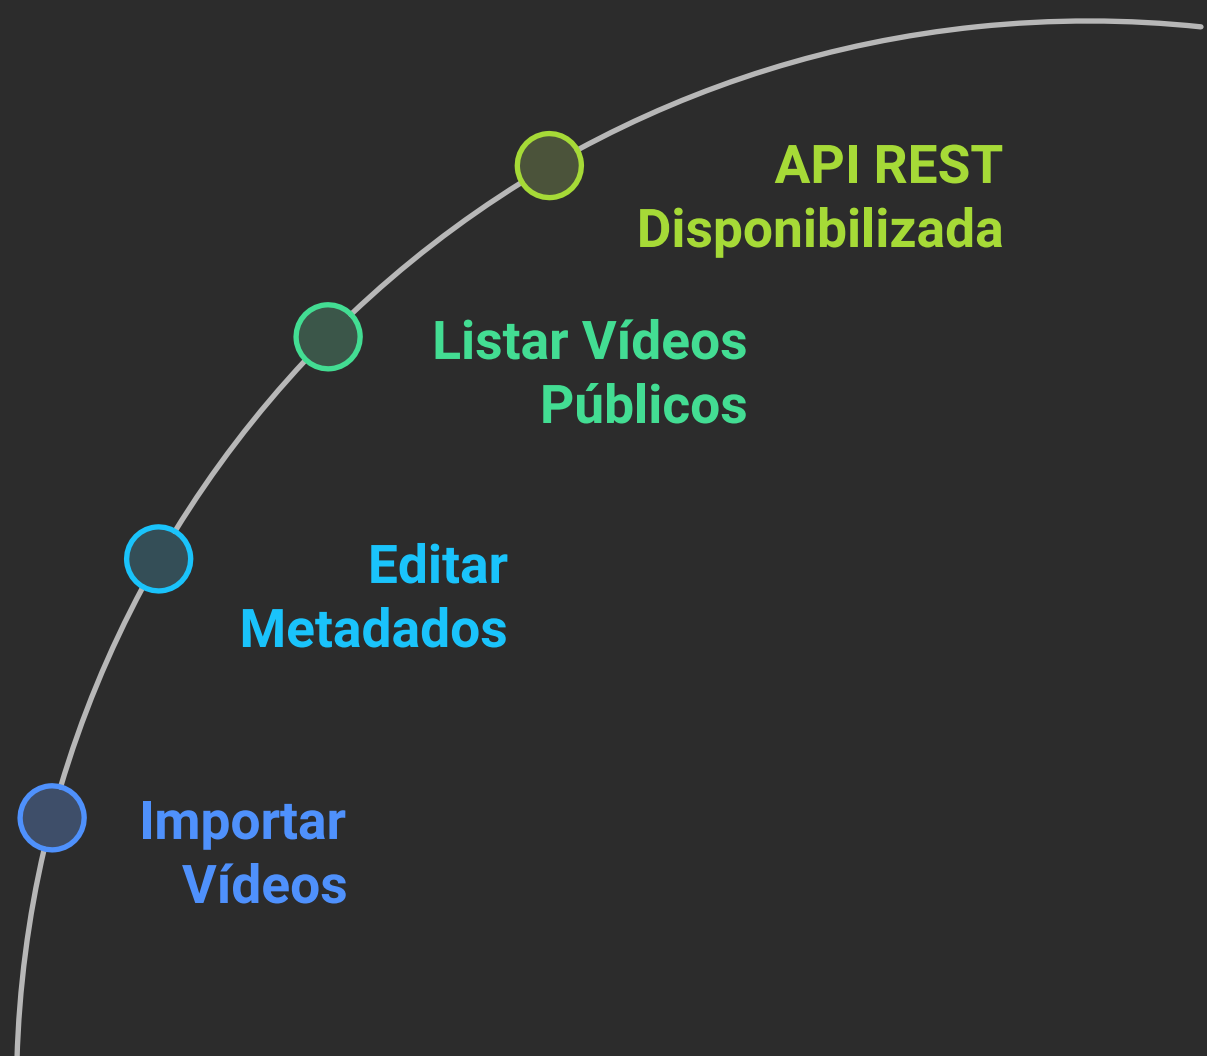 API REST
Disponibilizada
Listar Vídeos
Públicos
Editar
Metadados
Importar
Vídeos